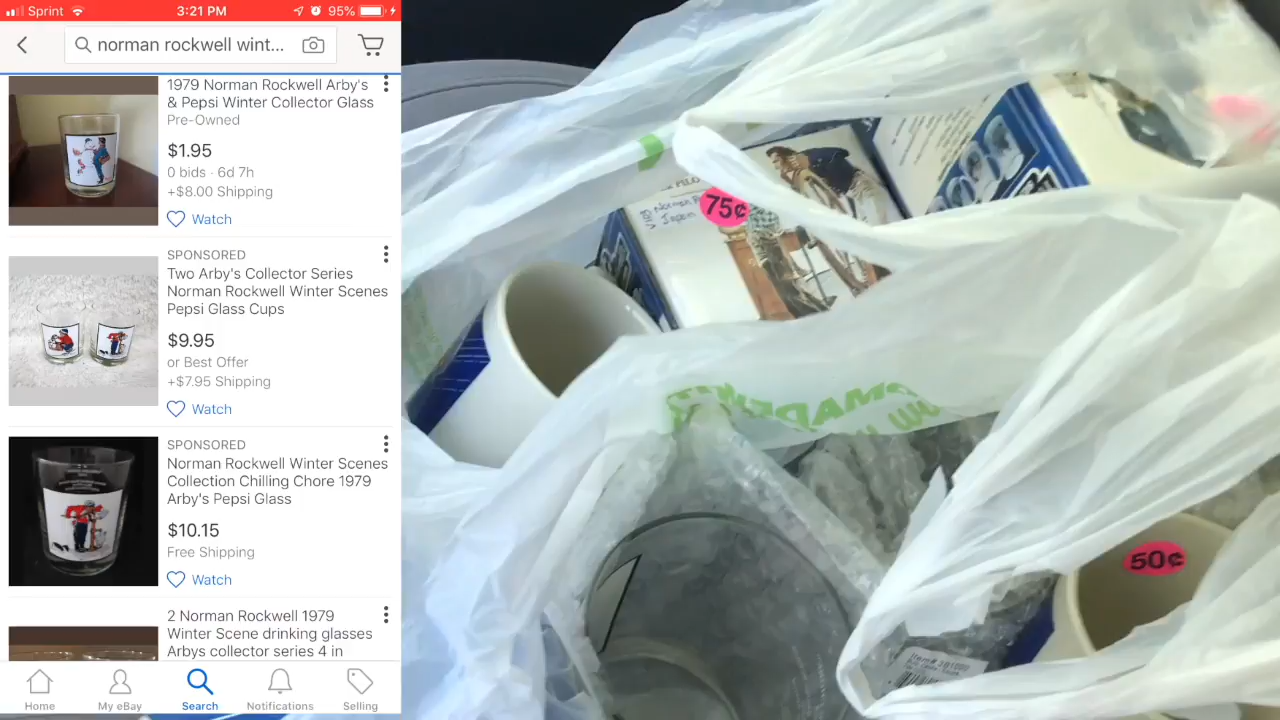 Sprint 3:21 PM 95%
norman rockwell wint...
1979 Norman Rockwell Arby's
& Pepsi Winter Collector Glass
Pre-Owned
$1.95
0 bids · 6d 7h
+$8.00 Shipping
Watch
SPONSORED
Two Arby's Collector Series
Norman Rockwell Winter Scenes
Pepsi Glass Cups
$9.95
or Best Offer
+$7.95 Shipping
Watch
SPONSORED
Norman Rockwell Winter Scenes
Collection Chilling Chore 1979
Arby's Pepsi Glass
$10.15
Free Shipping
Watch
2 Norman Rockwell 1979
Winter Scene drinking glasses
Arbys collector series 4 in
Home
My eBay
Search
Notifications
Selling
75¢
Norman
Japan
50¢